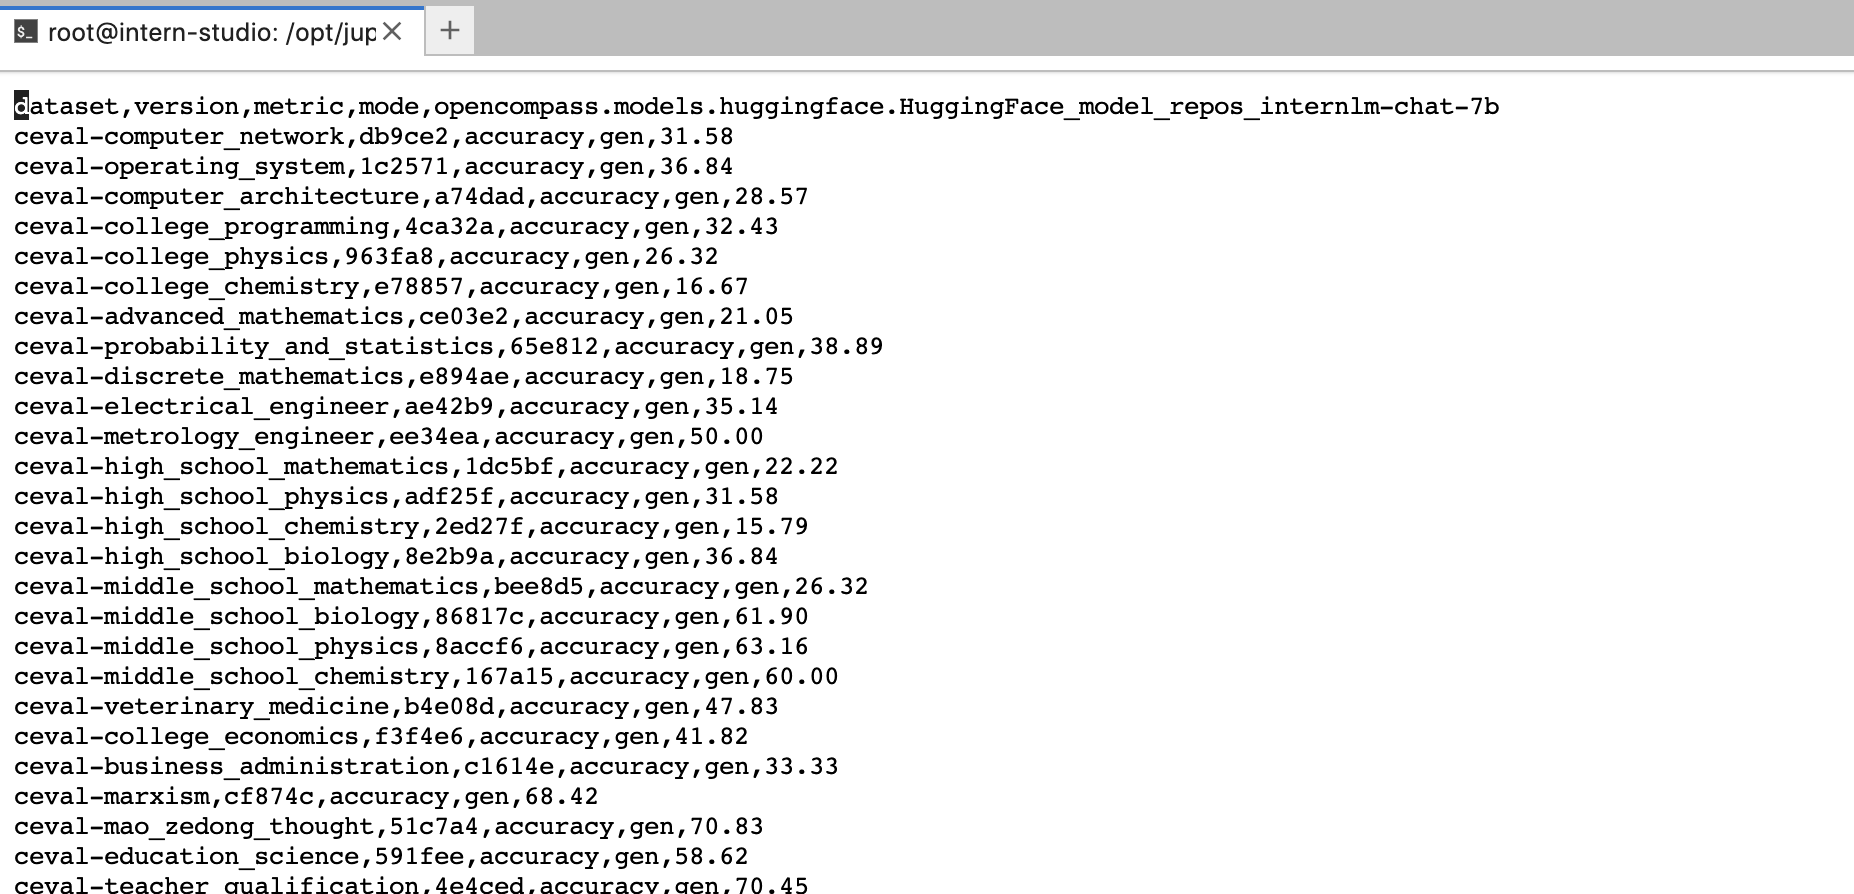 root@intern-studio: /opt/jup
dataset,version,metric,mode,opencompass.models.huggingface.HuggingFace_model_repos_internlm-chat-7b
ceval-computer_network,db9ce2,accuracy,gen,31.58
ceval-operating_system,1c2571,accuracy,gen,36.84
ceval-computer_architecture,a74dad,accuracy,gen,28.57
ceval-college_programming,4ca32a,accuracy,gen,32.43
ceval-college_physics,963fa8,accuracy,gen,26.32
ceval-college_chemistry,e78857,accuracy,gen,16.67
ceval-advanced_mathematics,ce03e2,accuracy,gen,21.05
ceval-probability_and_statistics,65e812,accuracy,gen,38.89
ceval-discrete_mathematics,e894ae,accuracy,gen,18.75
ceval-electrical_engineer,ae42b9,accuracy,gen,35.14
ceval-metrology_engineer,ee34ea,accuracy,gen,50.00
ceval-high_school_mathematics,1dc5bf,accuracy,gen,22.22
ceval-high_school_physics,adf25f,accuracy,gen,31.58
ceval-high_school_chemistry,2ed27f,accuracy,gen,15.79
ceval-high_school_biology,8e2b9a,accuracy,gen,36.84
ceval-middle_school_mathematics,bee8d5,accuracy,gen,26.32
ceval-middle_school_biology,86817c,accuracy,gen,61.90
ceval-middle_school_physics,8accf6,accuracy,gen,63.16
ceval-middle_school_chemistry,167a15,accuracy,gen,60.00
ceval-veterinary_medicine,b4e08d,accuracy,gen,47.83
ceval-college_economics,f3f4e6,accuracy,gen,41.82
ceval-business_administration,c1614e,accuracy,gen,33.33
ceval-marxism,cf874c,accuracy,gen,68.42
ceval-mao_zedong_thought,51c7a4,accuracy,gen,70.83
ceval-education_science,591fee,accuracy,gen,58.62
ceval-teacher_qualification,4e4ced,accuracy,gen,70.45